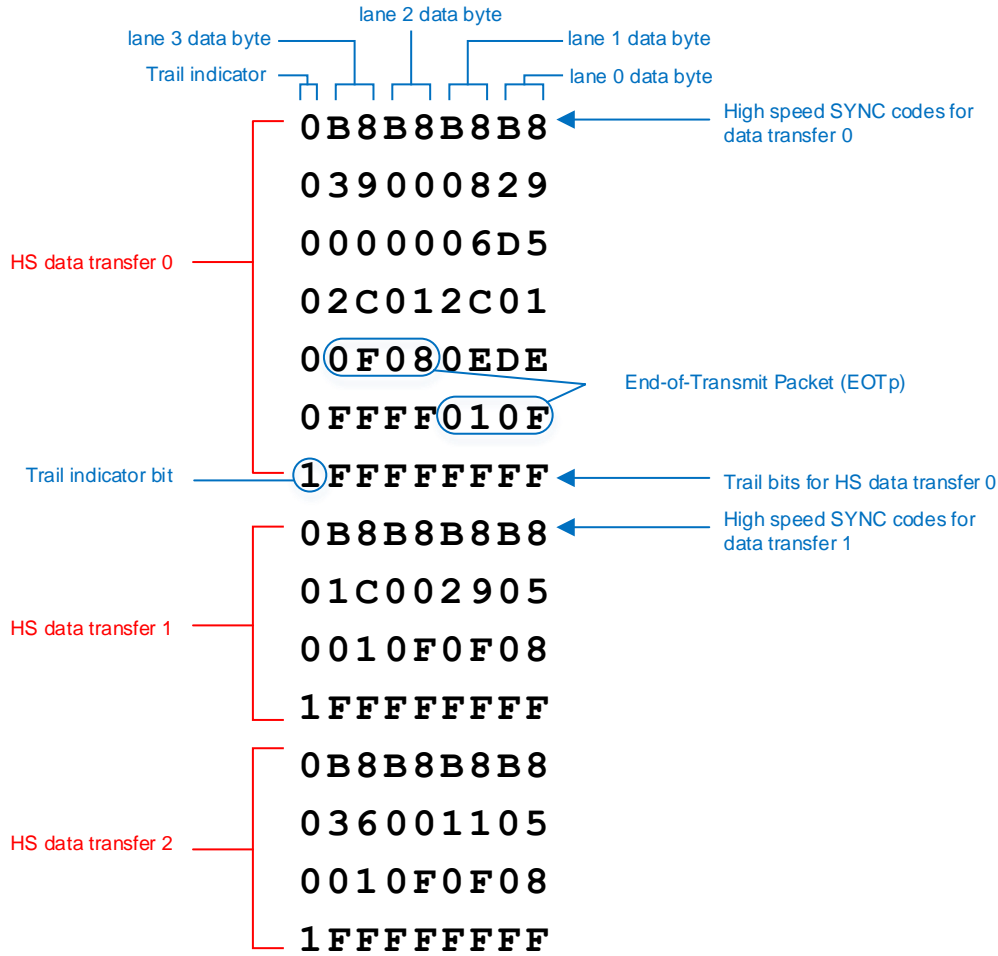 lane 2 data byte
lane 3 data byte
lane 1 data byte
Trail indicator
lane 0 data byte
0B8B8B8B8
High speed SYNC codes for
data transfer 0
039000829
0000006D5
HS data transfer 0
02C012C01
00F080EDE
End-of-Transmit Packet (EOTp)
0FFFF010F
Trail indicator bit
1FFFFFFFF
Trail bits for HS data transfer 0
High speed SYNC codes for
data transfer 1
0B8B8B8B8
01C002905
HS data transfer 1
0010F0F08
1FFFFFFFF
0B8B8B8B8
036001105
HS data transfer 2
0010F0F08
1FFFFFFFF